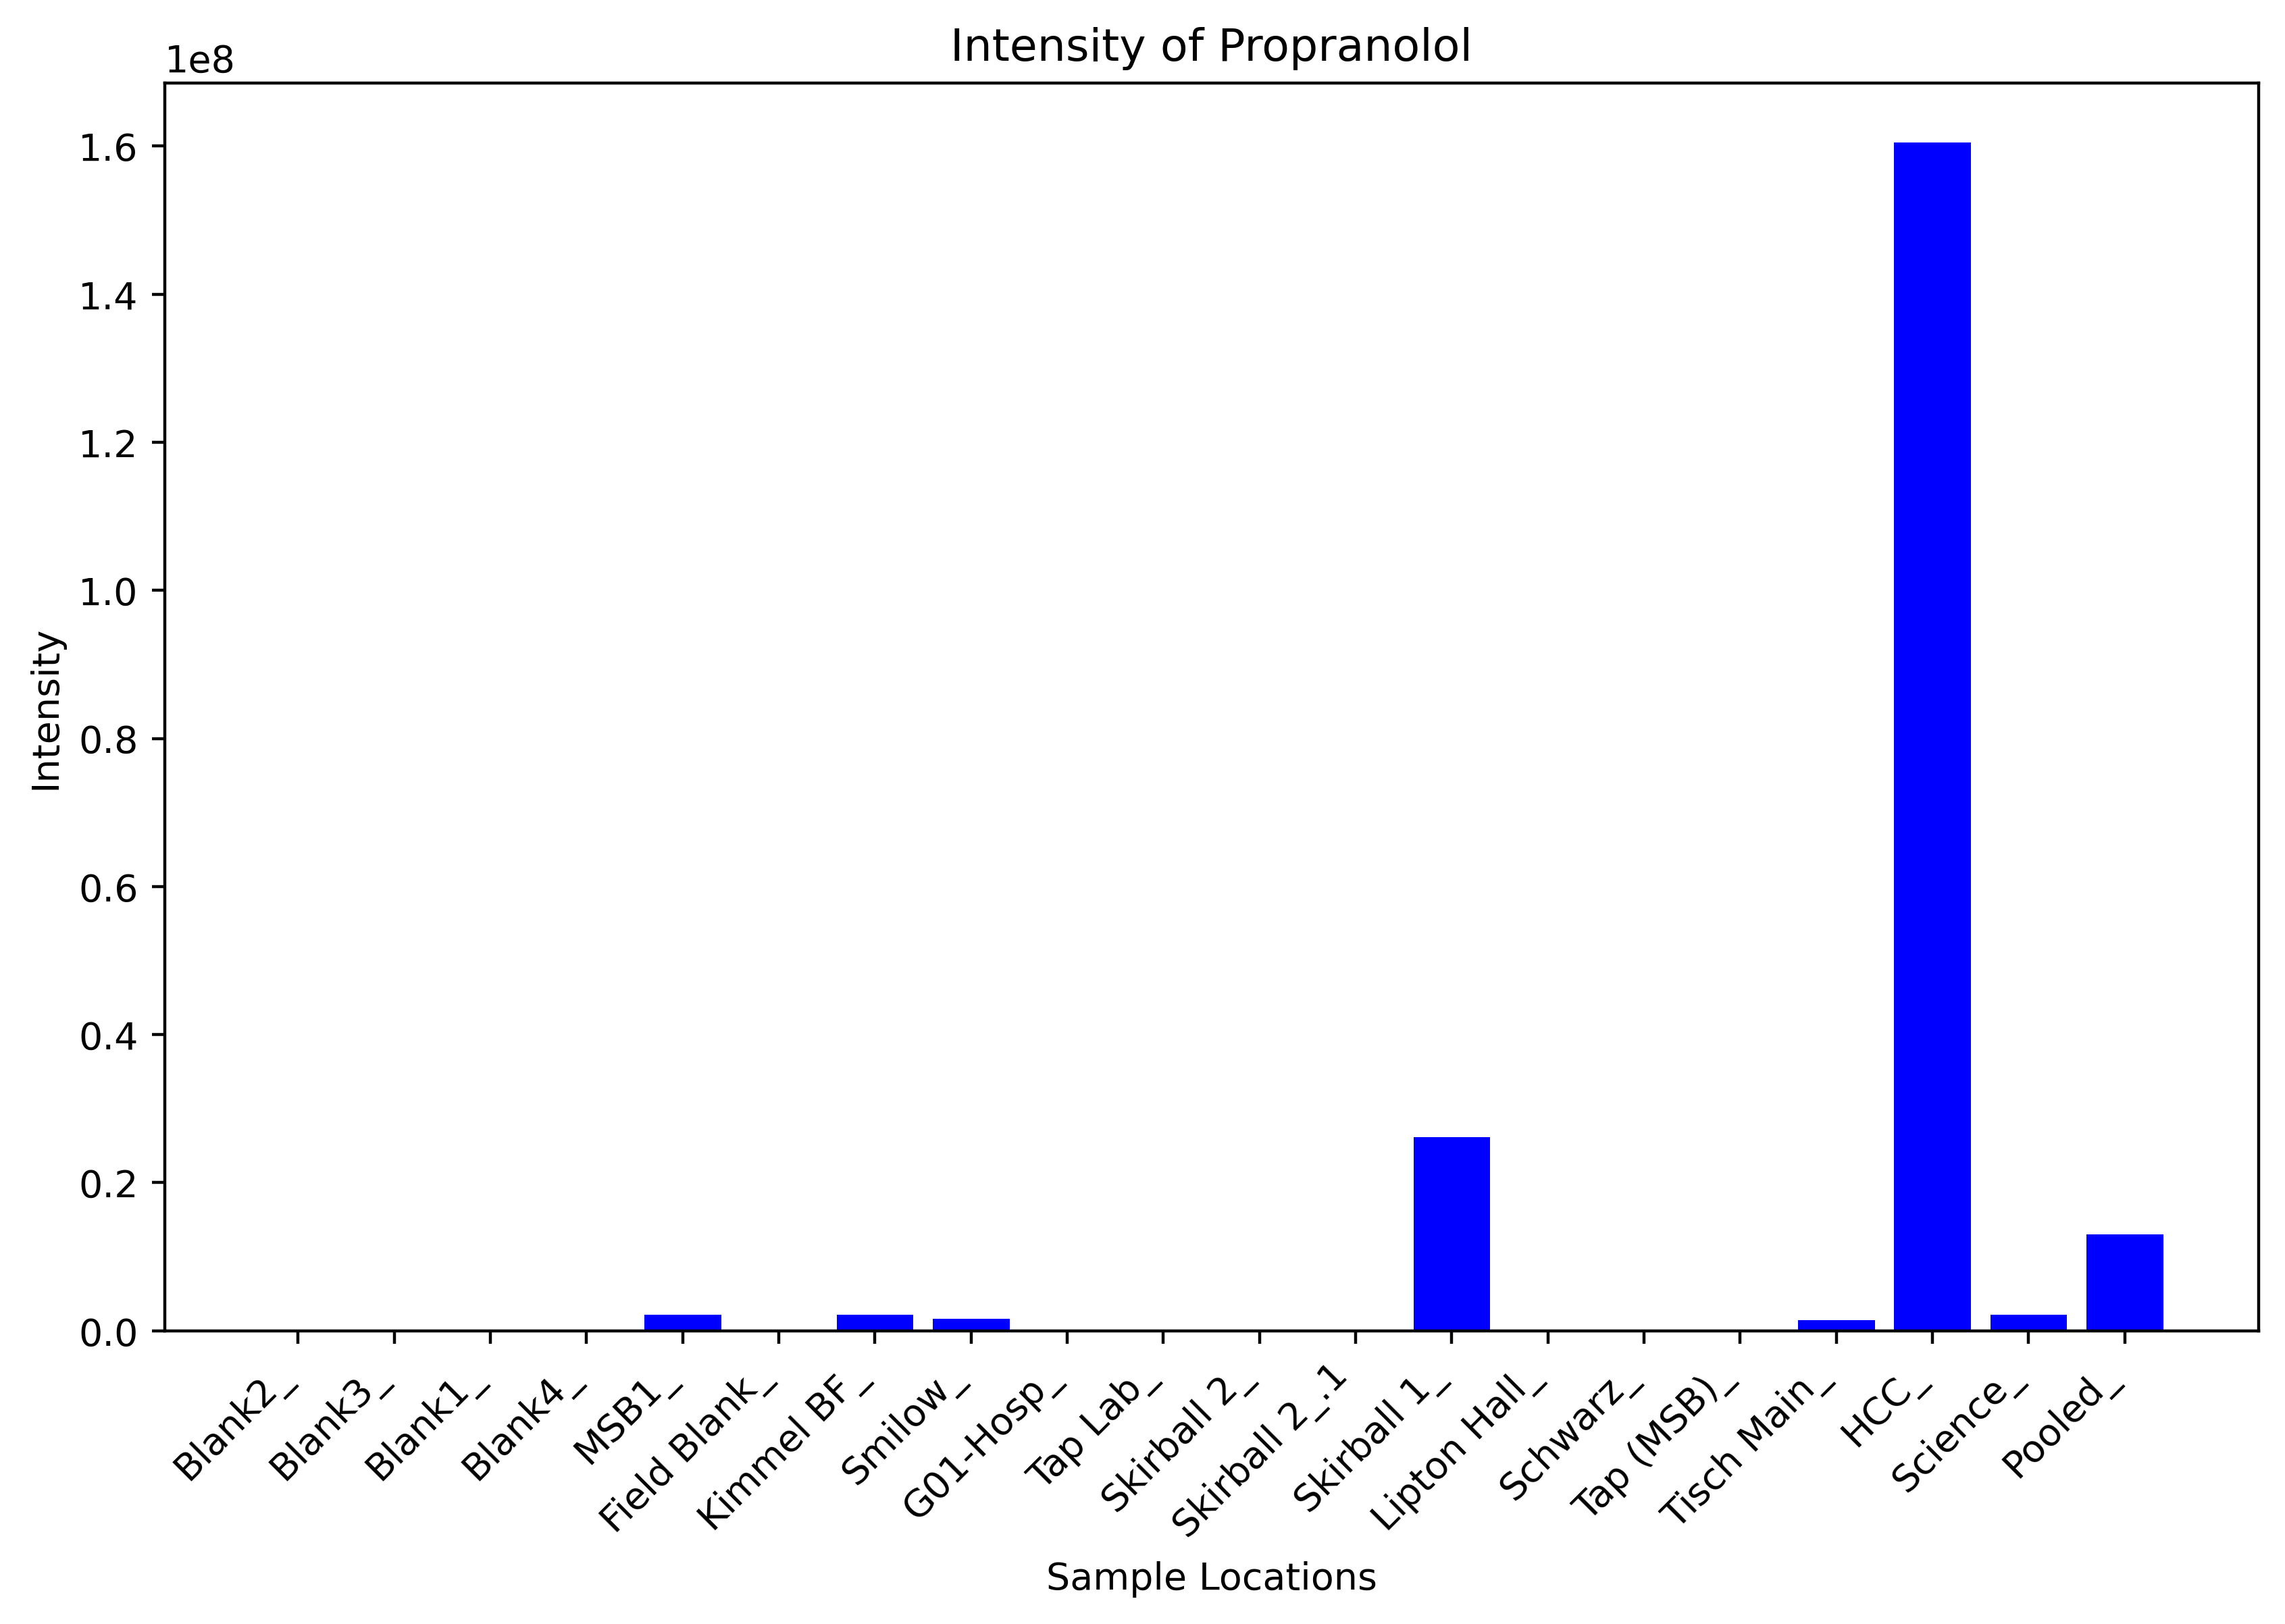 Intensity of Propranolol
1e8
1.6
1.4
1.2
1.0
0.8
0.6
0.4
0.2
0.0
Intensity
Blank2_
Blank3_
Blank1_
Blank4_
MSB1_
Field Blank_
Kimmel BF_
Smilow_
G01-Hosp_
Tap Lab_
Skirball 2_
Skirball 2_.1
Skirball 1_
Lipton Hall_
Schwarz_
Tap (MSB)_
Tisch Main_
HCC_
Science_
Pooled_
Sample Locations